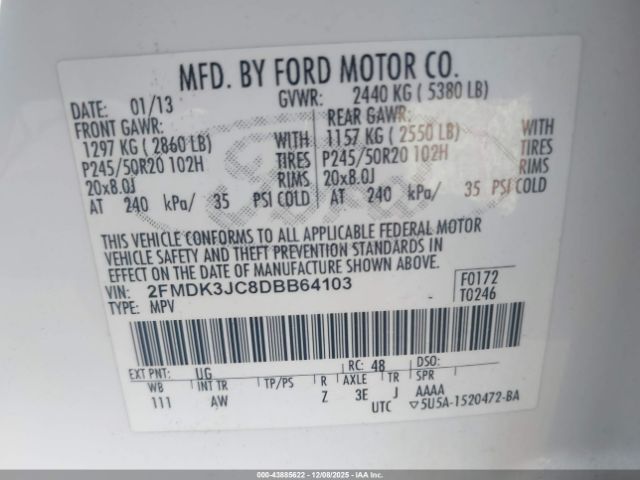 MFD. BY FORD MOTOR CO.
DATE: 01/13 GVWR: 2440 KG ( 5380 LB)
FRONT GAWR: REAR GAWR:
1297 KG ( 2860 LB) WITH 1157 KG ( 2550 LB) WITH
P245/50R20 102H TIRES P245/50R20 102H TIRES
20x8.0J RIMS 20x8.0J RIMS
AT 240 kPa/ 35 PSI COLD AT 240 kPa/ 35 PSI COLD
Ford
THIS VEHICLE CONFORMS TO ALL APPLICABLE FEDERAL MOTOR
VEHICLE SAFETY AND THEFT PREVENTION STANDARDS IN
EFFECT ON THE DATE OF MANUFACTURE SHOWN ABOVE.
VIN: 2FMDK3JC8DBB64103 F0172
TYPE: MPV T0246
EXT PNT: UG RC: 48 DSO:
WB INT TR TP/PS R AXLE TR SPR
111 AW Z 3E J AAAA
UTC ▽5U5A-1520472-BA
000-43885622 - 12/08/2025 - IAAI.COM